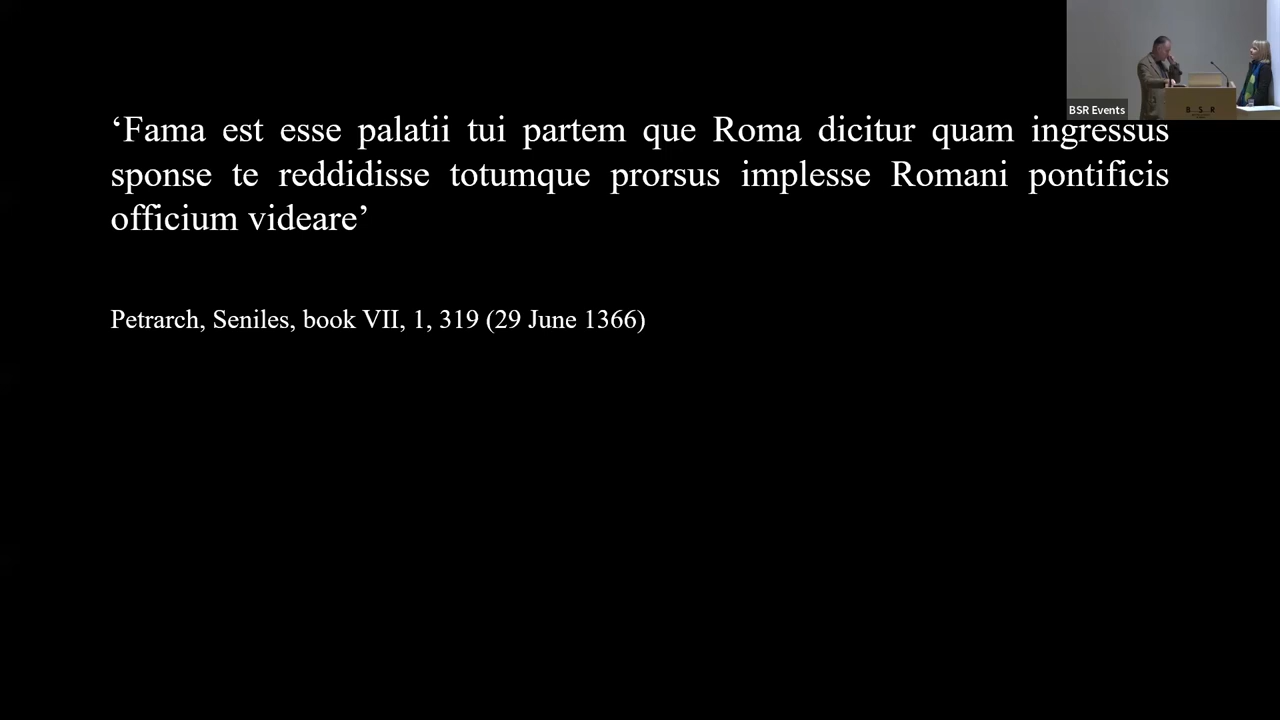 ‘Fama est esse palatii tui partem que Roma dicitur quam ingressus
sponse te reddidisse totumque prorsus implesse Romani pontificis
officium videare’
Petrarch, Seniles, book VII, 1, 319 (29 June 1366)
BSR Events
B S R